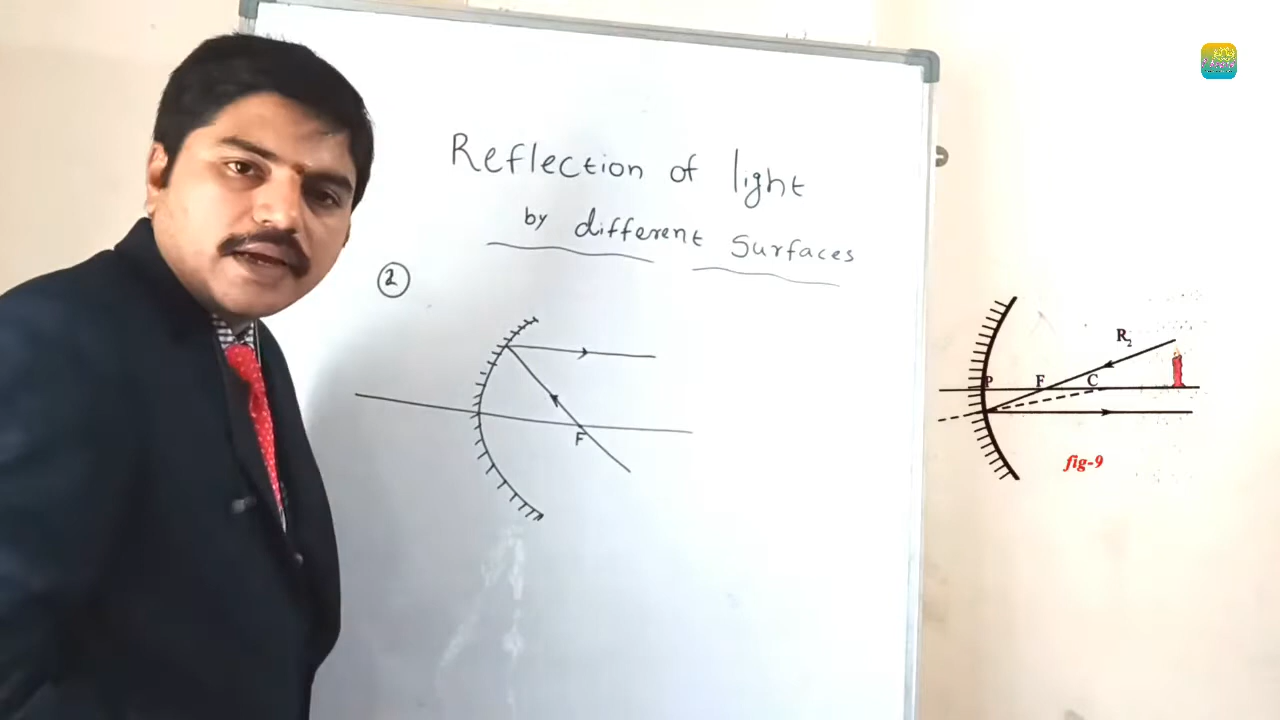 Reflection of light
by different Surfaces
2
F
R2
P F C
fig-9